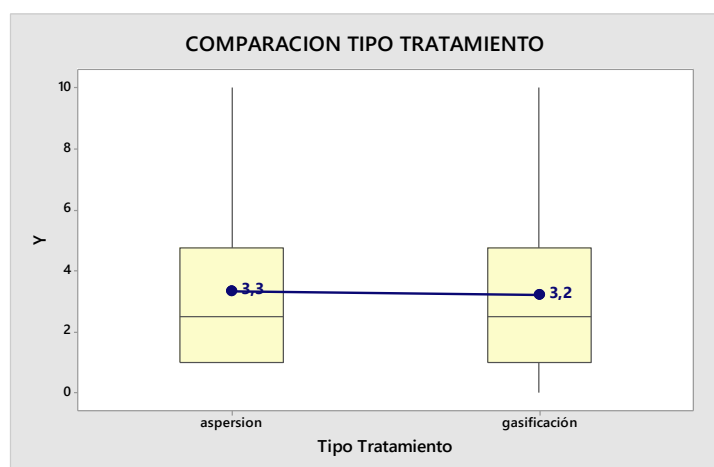 COMPARACION TIPO TRATAMIENTO
10
8
6
Y
4
3,3
3,2
2
0
aspersion
gasificación
Tipo Tratamiento